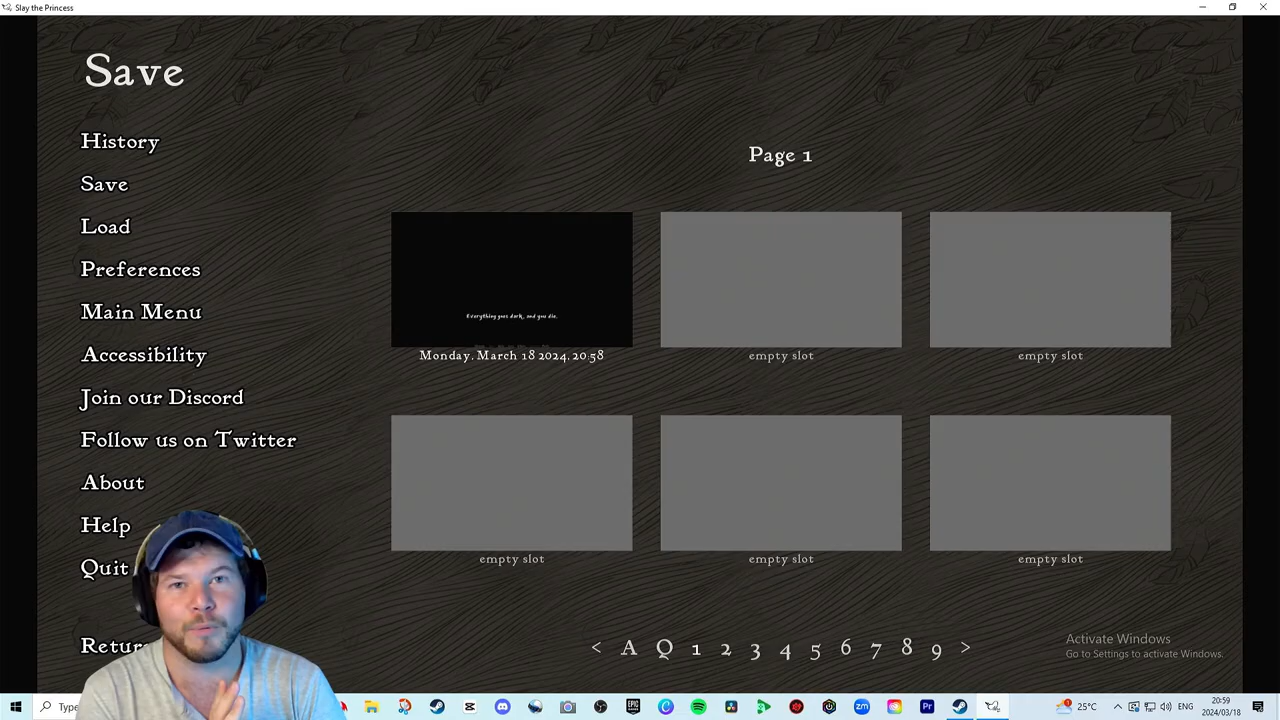 Slay the Princess
Save
History
Save
Load
Preferences
Main Menu
Accessibility
Join our Discord
Follow us on Twitter
About
Help
Quit
Retur
Page 1
Everything goes dark, and you die.
Monday, March 18 2024, 20:58
empty slot
empty slot
empty slot
empty slot
empty slot
< A Q 1 2 3 4 5 6 7 8 9 >
Activate Windows
Go to Settings to activate Windows.
Type
25°C
ENG
20:59
2024/03/18